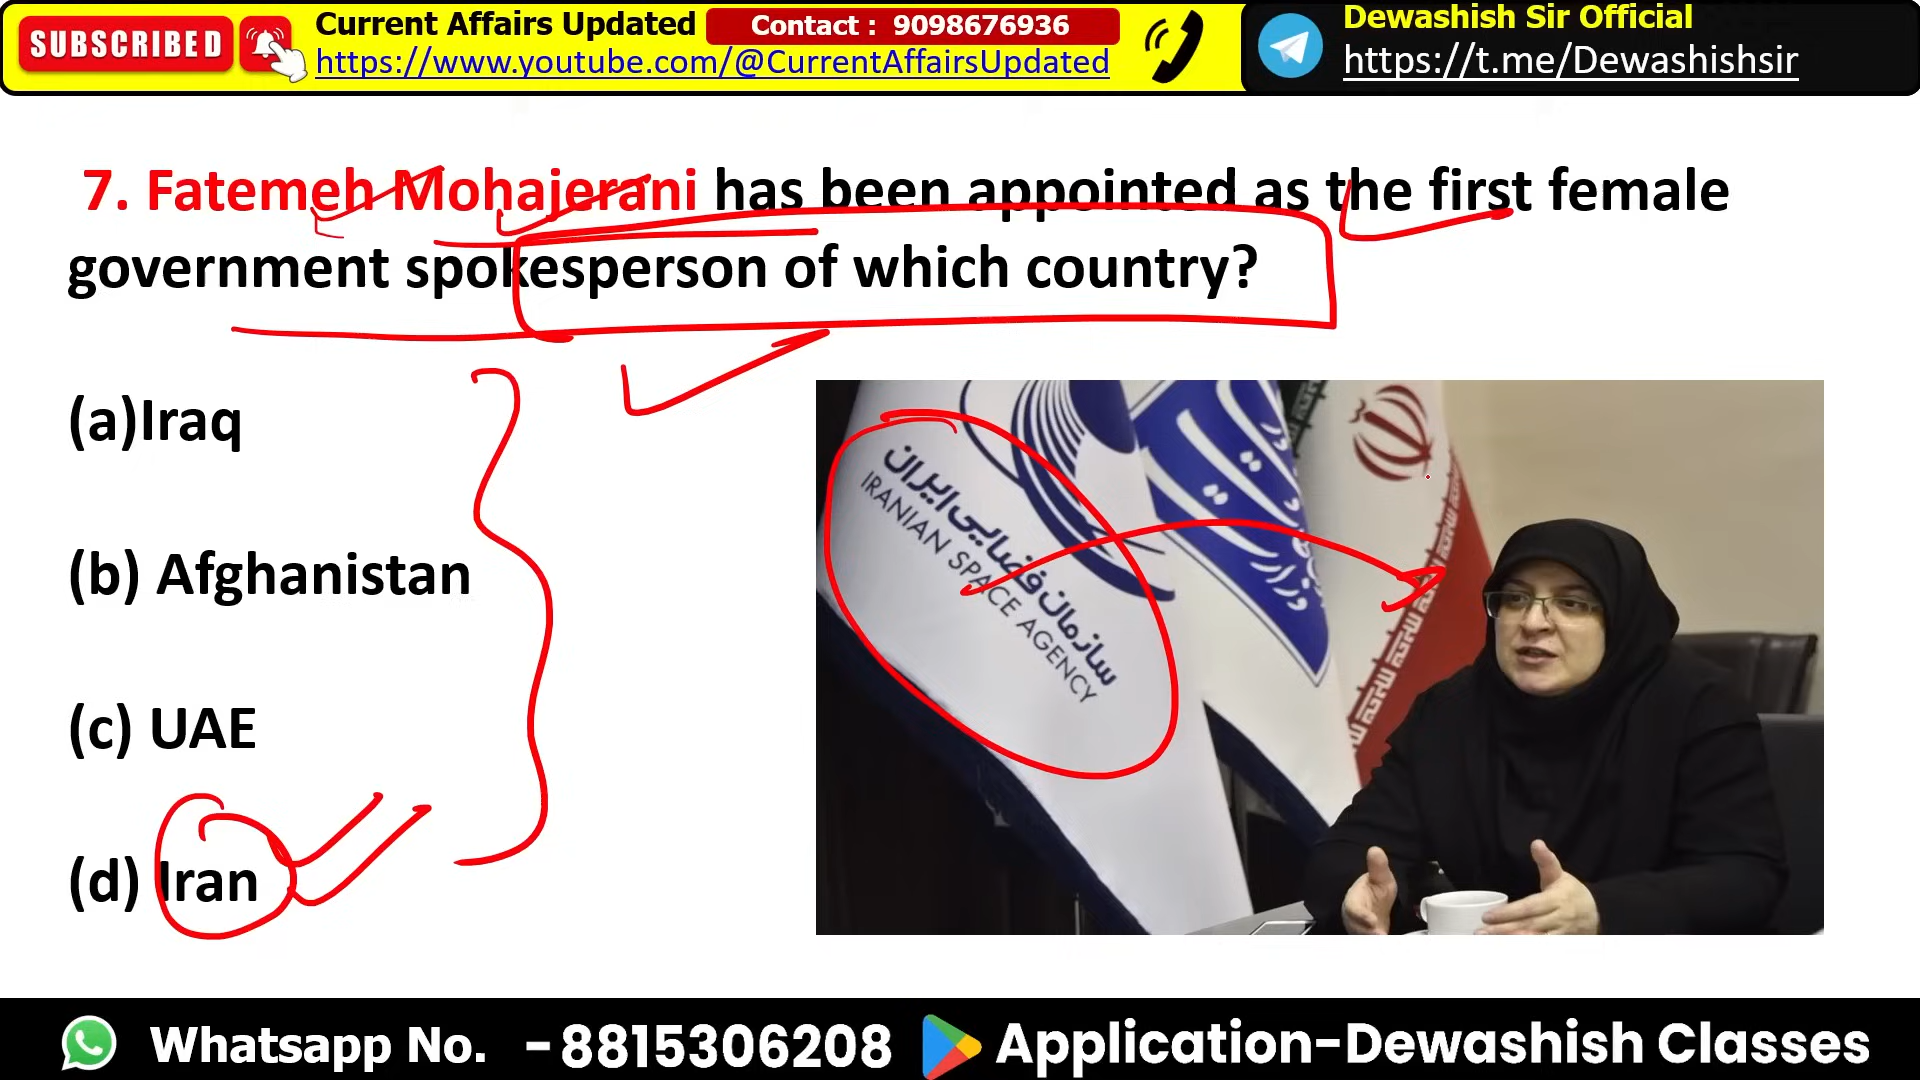 SUBSCRIBED
Current Affairs Updated
Contact : 9098676936
https://www.youtube.com/@CurrentAffairsUpdated
Dewashish Sir Official
https://t.me/Dewashishsir
7. Fatemeh Mohajerani has been appointed as the first female
government spokesperson of which country?
(a)Iraq
(b) Afghanistan
(c) UAE
(d) Iran
سازمان فضایی ایران
IRANIAN SPACE AGENCY
وزارت
Whatsapp No. - 8815306208
Application-Dewashish Classes